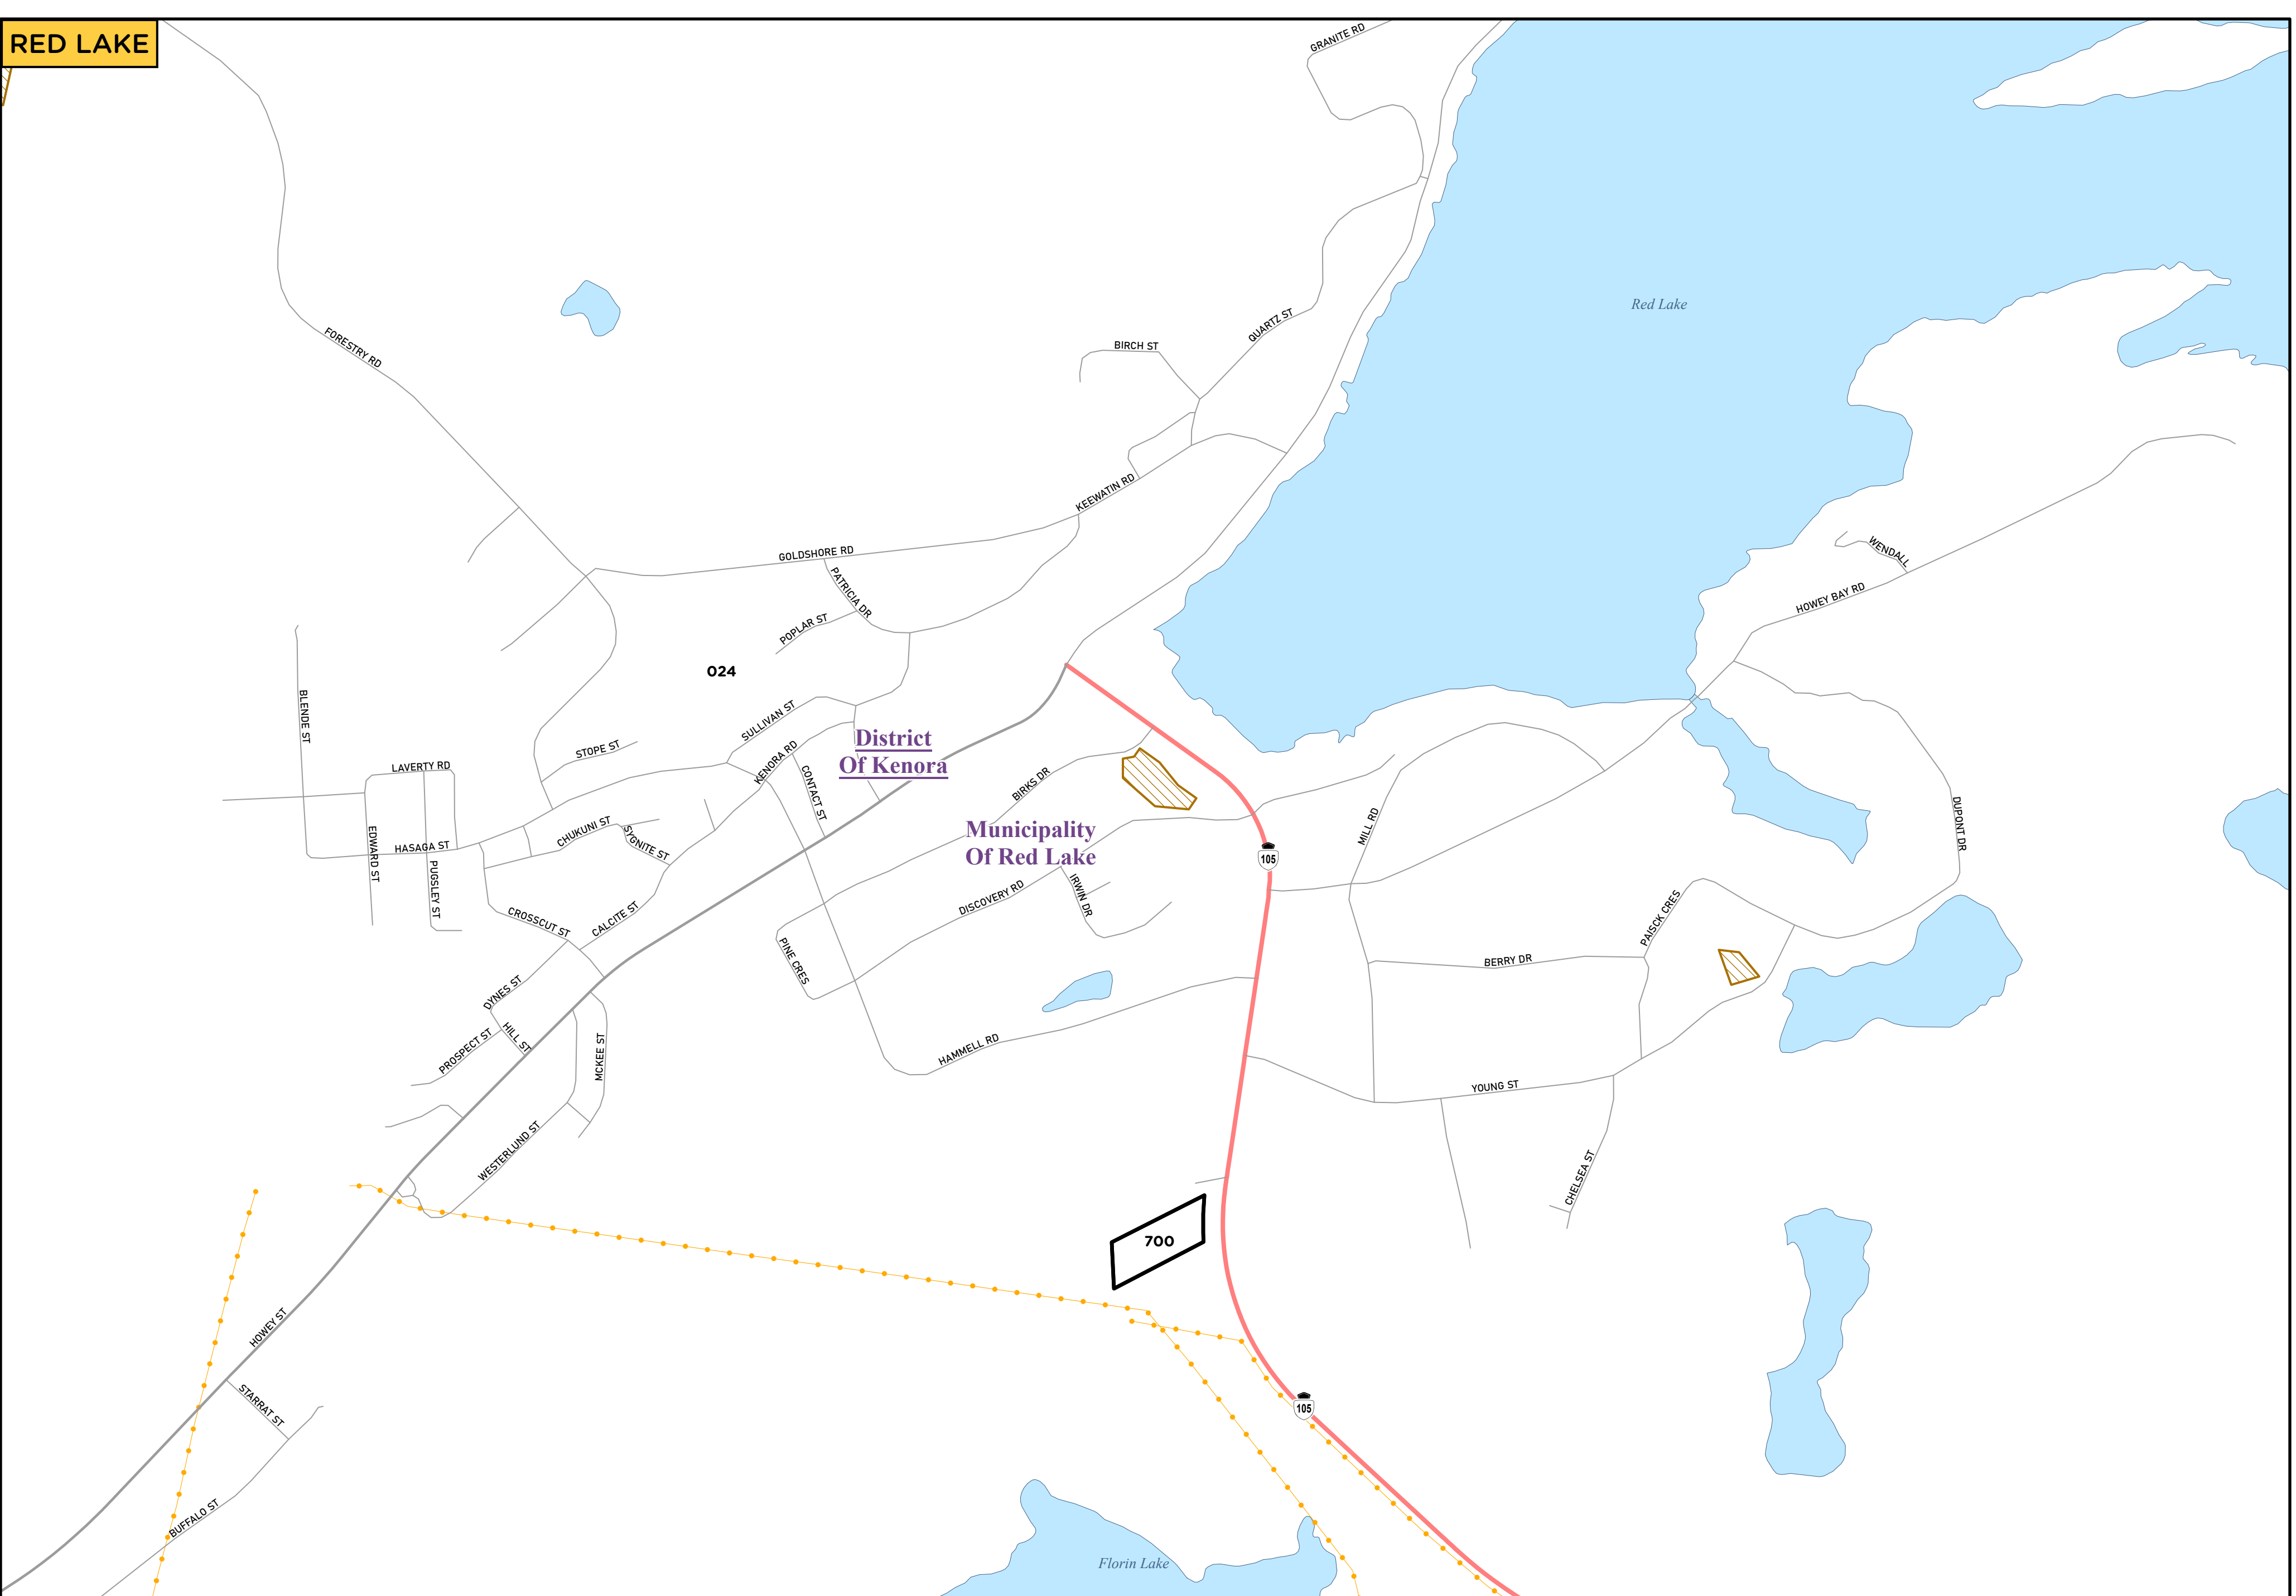 RED LAKE
GRANITE RD
Red Lake
QUARTZ ST
BIRCH ST
FORESTRY RD
KEEWATIN RD
GOLDSHORE RD
WENDALL
PATRICIA DR
HOWEY BAY RD
POPLAR ST
024
BLENDE ST
SULLIVAN ST
District
Of Kenora
STOPE ST
KENORA RD
LAVERTY RD
CONTACT ST
BIRKS DR
DUPONT DR
MILL RD
Municipality
Of Red Lake
CHUKUNI ST
SYGNITE ST
EDWARD ST
HASAGA ST
105
PUGSLEY ST
IRWIN DR
DISCOVERY RD
CROSSCUT ST
CALCITE ST
PAISCK CRES
PINE CRES
BERRY DR
DYNES ST
HILL ST
PROSPECT ST
MCKEE ST
HAMMELL RD
YOUNG ST
WESTERLUND ST
CHELSEA ST
700
HOWEY ST
STARRAT ST
105
BUFFALO ST
Florin Lake